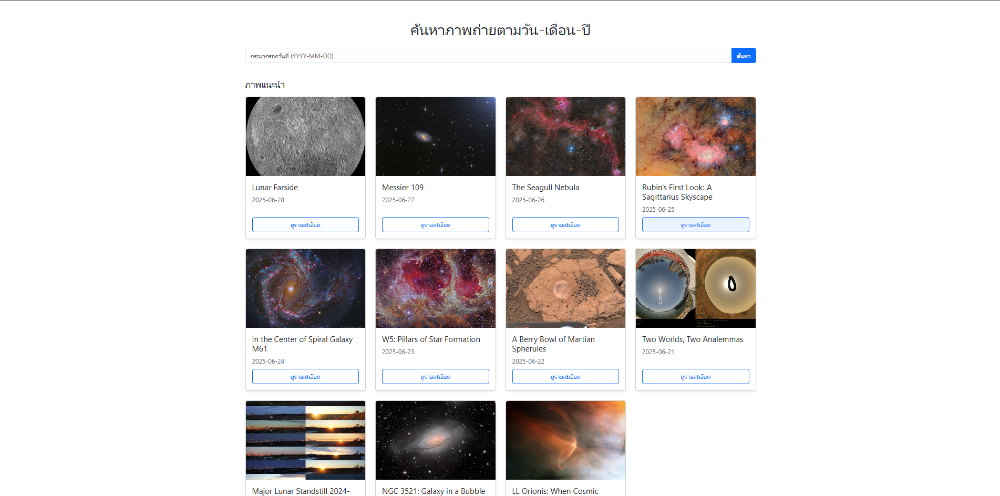 ค้นหาภาพถ่ายตามวัน-เดือน-ปี
กรุณากรอกวันที่ (YYYY-MM-DD)
ค้นหา
ภาพแนะนำ
Lunar Farside
2025-06-28
ดูรายละเอียด
Messier 109
2025-06-27
ดูรายละเอียด
The Seagull Nebula
2025-06-26
ดูรายละเอียด
Rubin's First Look: A
Sagittarius Skyscape
2025-06-25
ดูรายละเอียด
In the Center of Spiral Galaxy
M61
2025-06-24
ดูรายละเอียด
W5: Pillars of Star Formation
2025-06-23
ดูรายละเอียด
A Berry Bowl of Martian
Spherules
2025-06-22
ดูรายละเอียด
Two Worlds, Two Analemmas
2025-06-21
ดูรายละเอียด
Major Lunar Standstill 2024-
NGC 3521: Galaxy in a Bubble
LL Orionis: When Cosmic